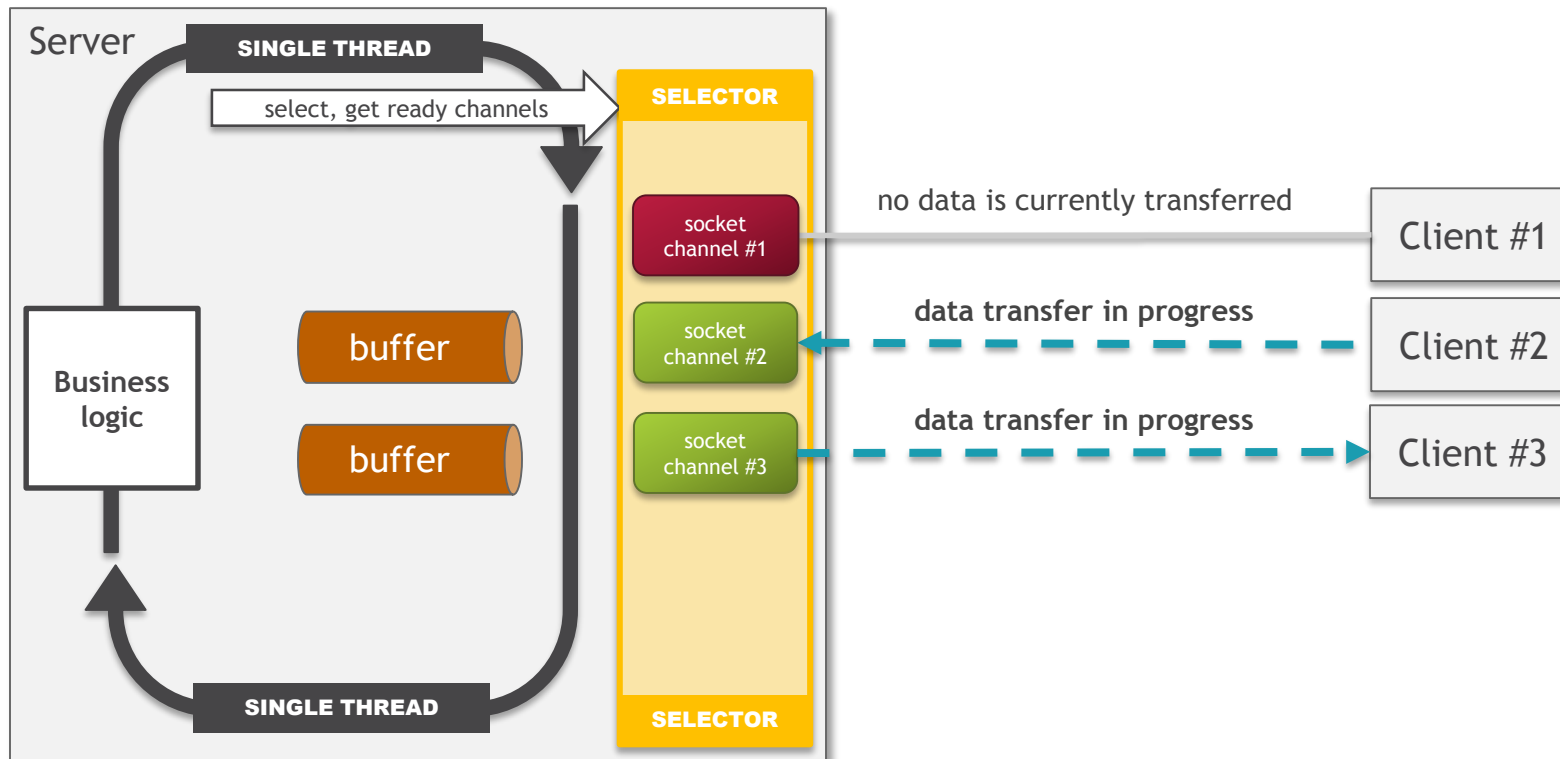 Server
SINGLE THREAD
select, get ready channels
SELECTOR
socket
channel #1
no data is currently transferred
Client #1
buffer
socket
channel #2
data transfer in progress
Client #2
Business
logic
buffer
socket
channel #3
data transfer in progress
Client #3
SINGLE THREAD
SELECTOR